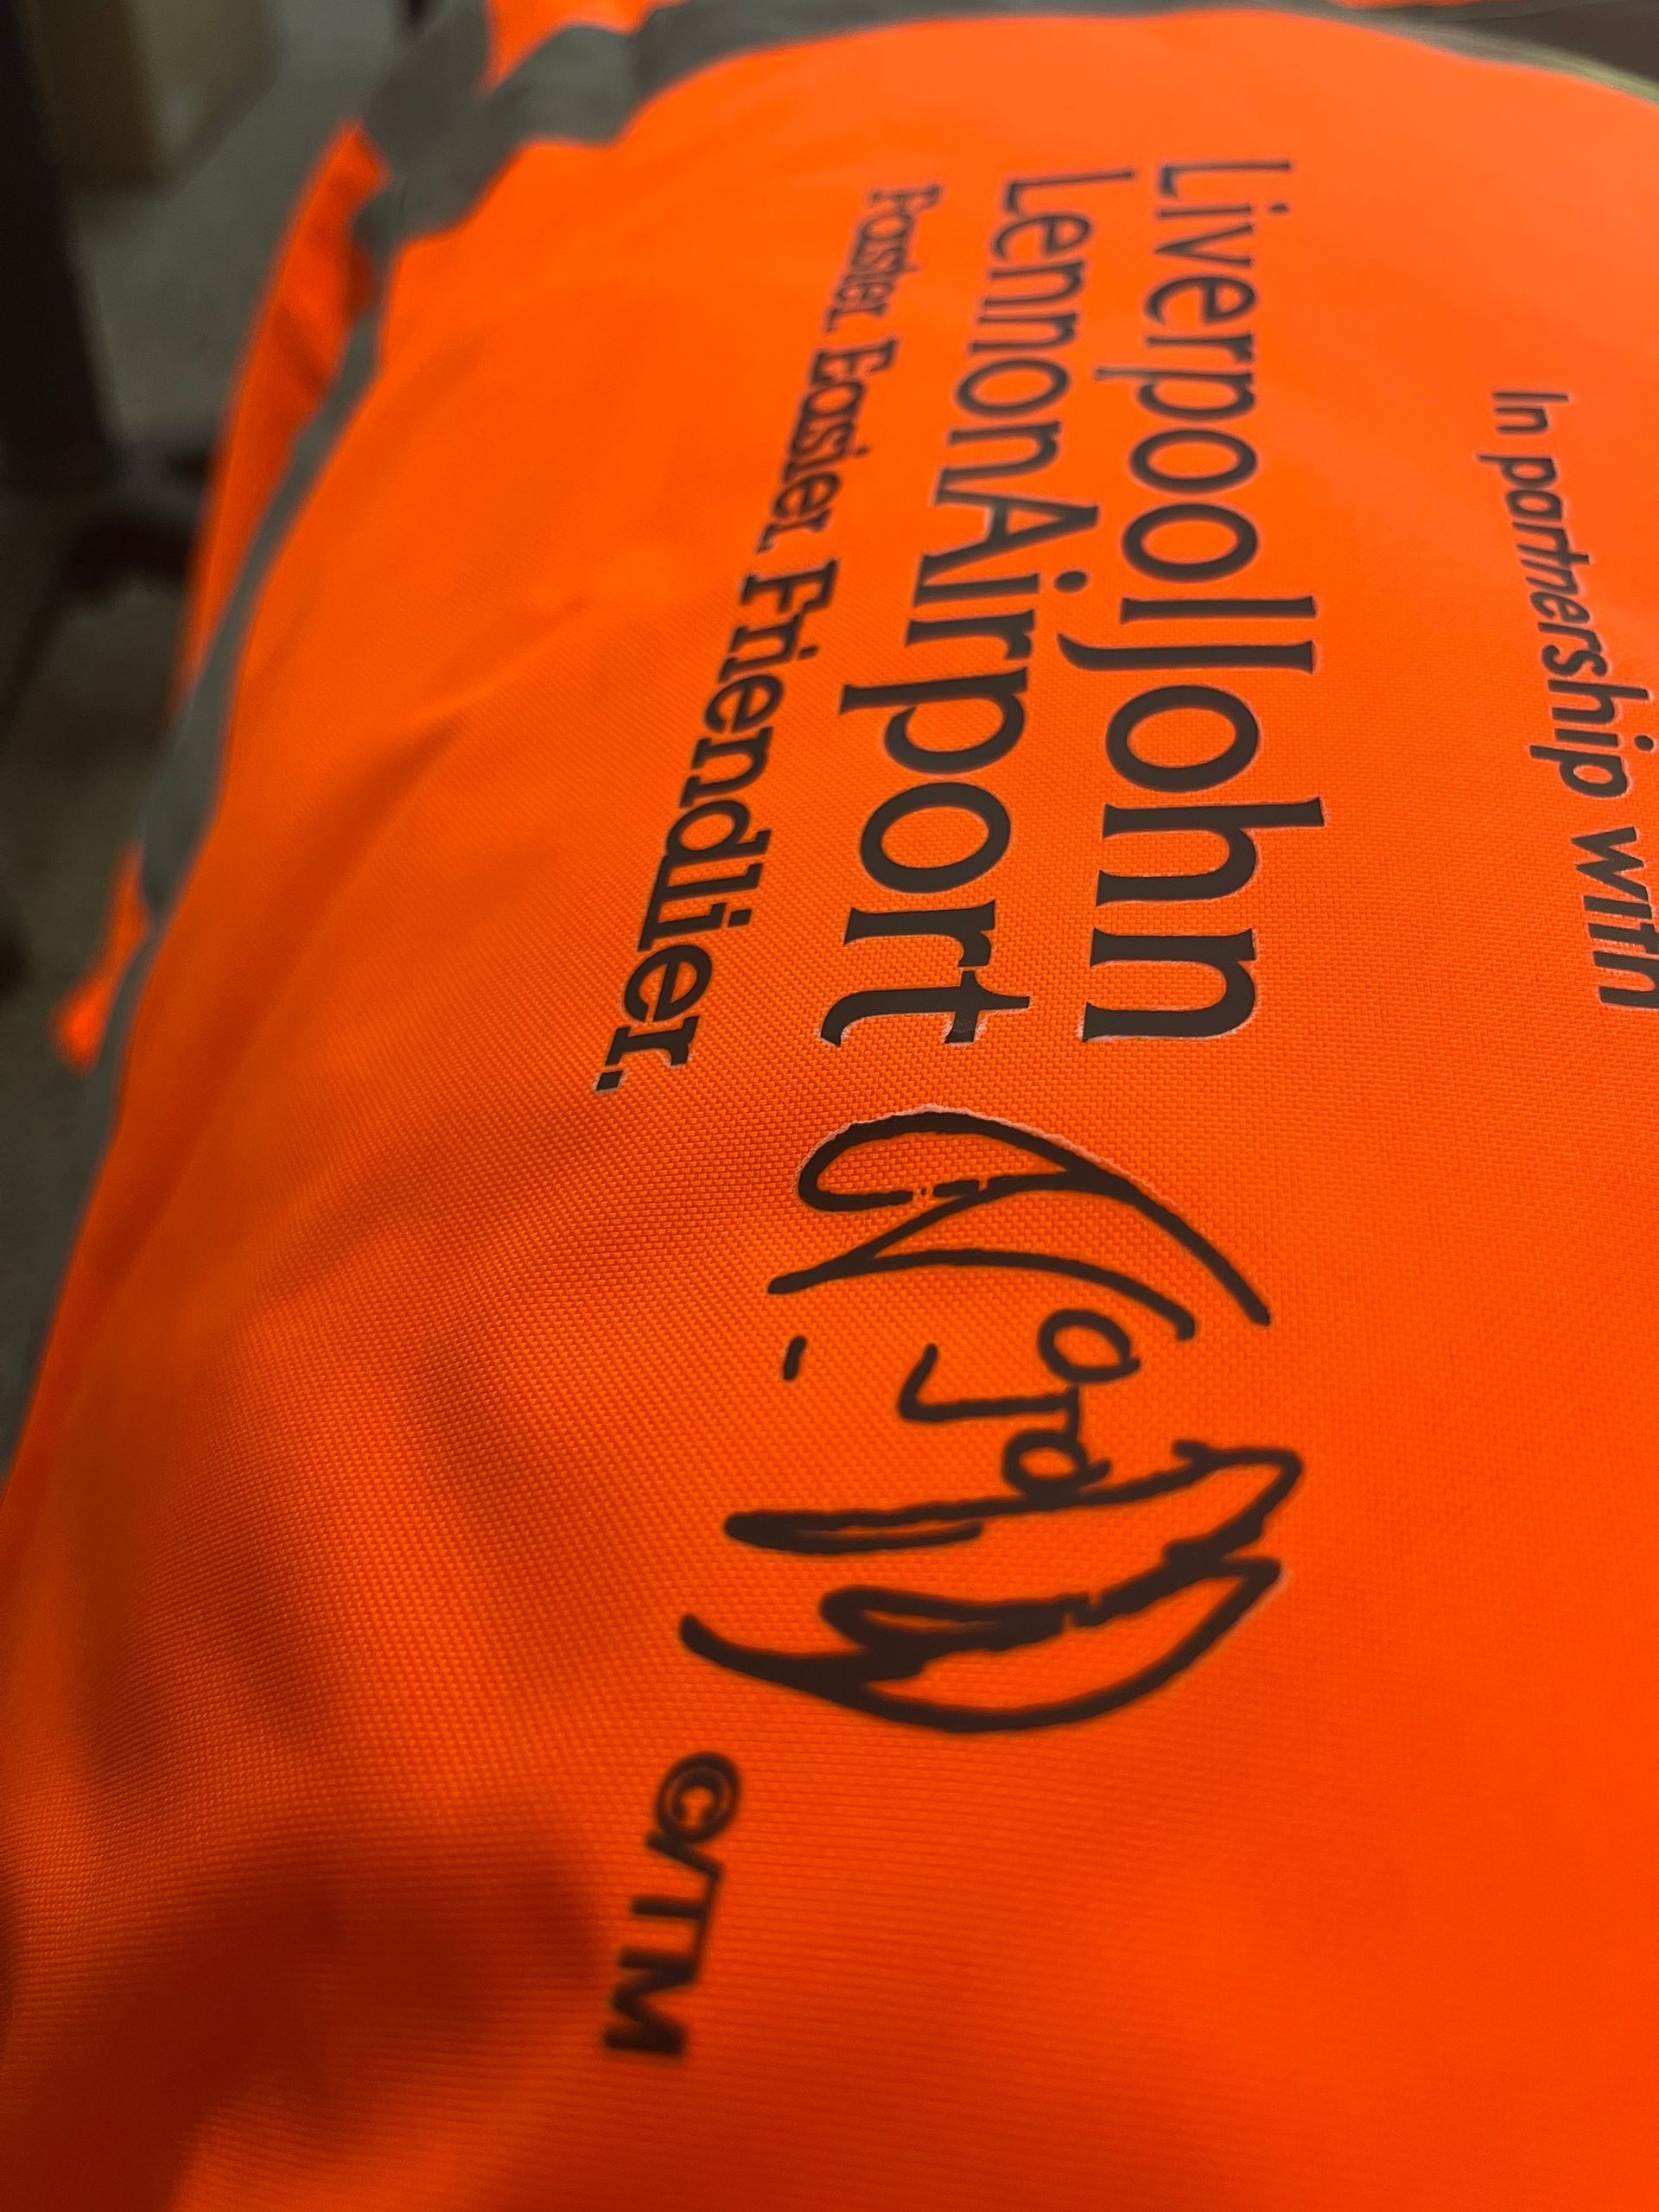 In partnership with
LiverpoolJohn
LennonAirport
Faster. Easier. Friendlier.
©/TM